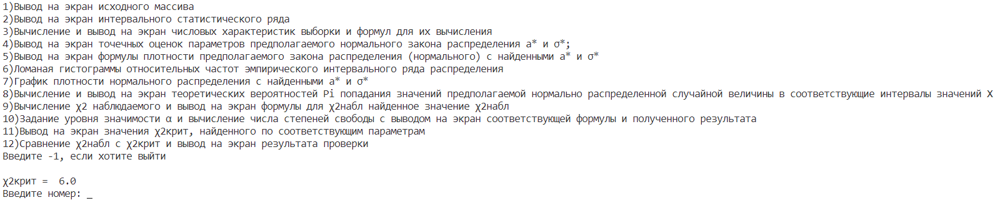 1)Вывод на экран исходного массива
2)Вывод на экран интервального статистического ряда
3)Вычисление и вывод на экран числовых характеристик выборки и формул для их вычисления
4)Вывод на экран точечных оценок параметров предполагаемого нормального закона распределения a* и σ*;
5)Вывод на экран формулы плотности предполагаемого закона распределения (нормального) с найденными a* и σ*
6)Ломаная гистограммы относительных частот эмпирического интервального ряда распределения
7)График плотности нормального распределения с найденными a* и σ*
8)Вычисление и вывод на экран теоретических вероятностей Pi попадания значений предполагаемой нормально распределенной случайной величины в соответствующие интервалы значений X
9)Вычисление χ2 наблюдаемого и вывод на экран формулы для χ2набл найденное значение χ2набл
10)Задание уровня значимости α и вычисление числа степеней свободы с выводом на экран соответствующей формулы и полученного результата
11)Вывод на экран значения χ2крит, найденного по соответствующим параметрам
12)Сравнение χ2набл с χ2крит и вывод на экран результата проверки
Введите -1, если хотите выйти
χ2крит =  6.0
Введите номер: _